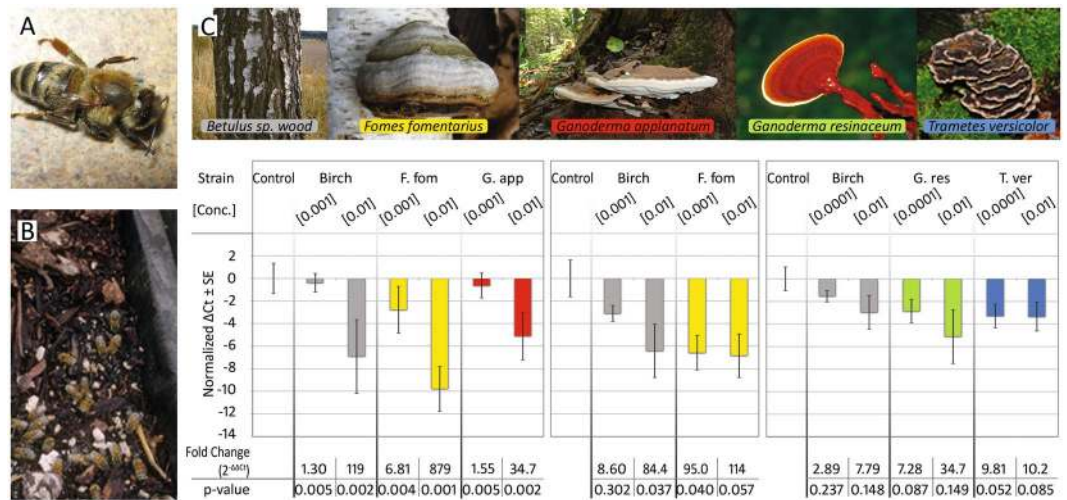 A
C
Betulus sp. wood
Fomes fomentarius
Ganoderma applanatum
Ganoderma resinaceum
Trametes versicolor
B
Strain
Control Birch F. fom G. app
Control Birch F. fom
Control Birch G. res T. ver
[Conc.]
[0.001] [0.01] [0.001] [0.01] [0.001] [0.01]
[0.001] [0.01] [0.001] [0.01]
[0.0001] [0.01] [0.0001] [0.01] [0.0001] [0.01]
Normalized ΔCt ± SE
2
0
-2
-4
-6
-8
-10
-12
-14
Fold Change
(2^-ΔΔCt) 1.30 119 6.81 879 1.55 34.7 8.60 84.4 95.0 114 2.89 7.79 7.28 34.7 9.81 10.2
p-value 0.005 0.002 0.004 0.001 0.005 0.002 0.302 0.037 0.040 0.057 0.237 0.148 0.087 0.149 0.052 0.085